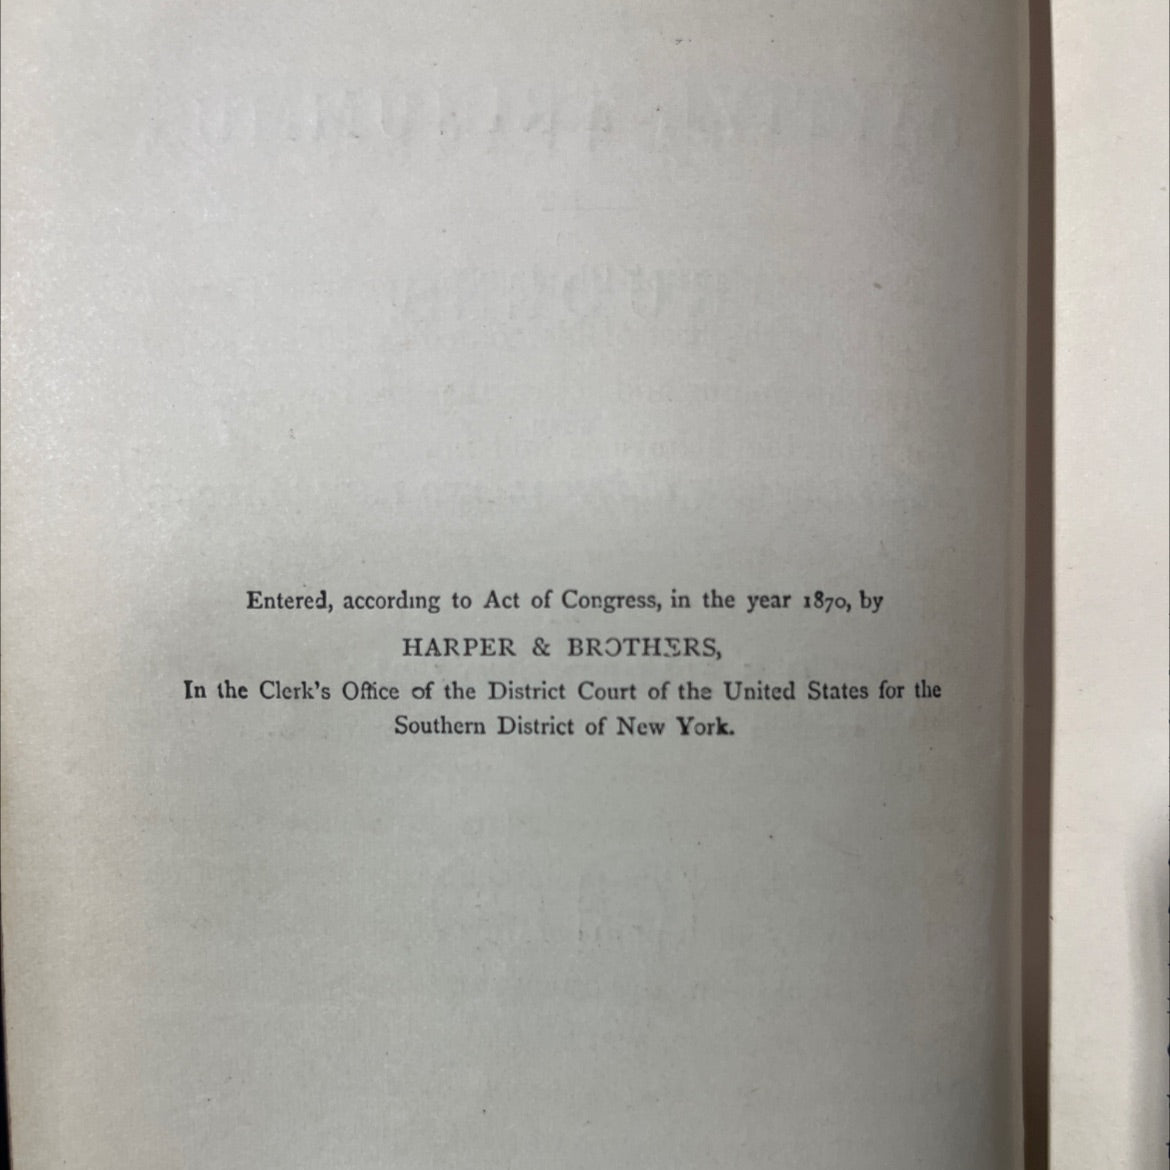 Entered, according to Act of Congress, in the year 1870, by
HARPER & BROTHERS,
In the Clerk's Office of the District Court of the United States for the
Southern District of New York.